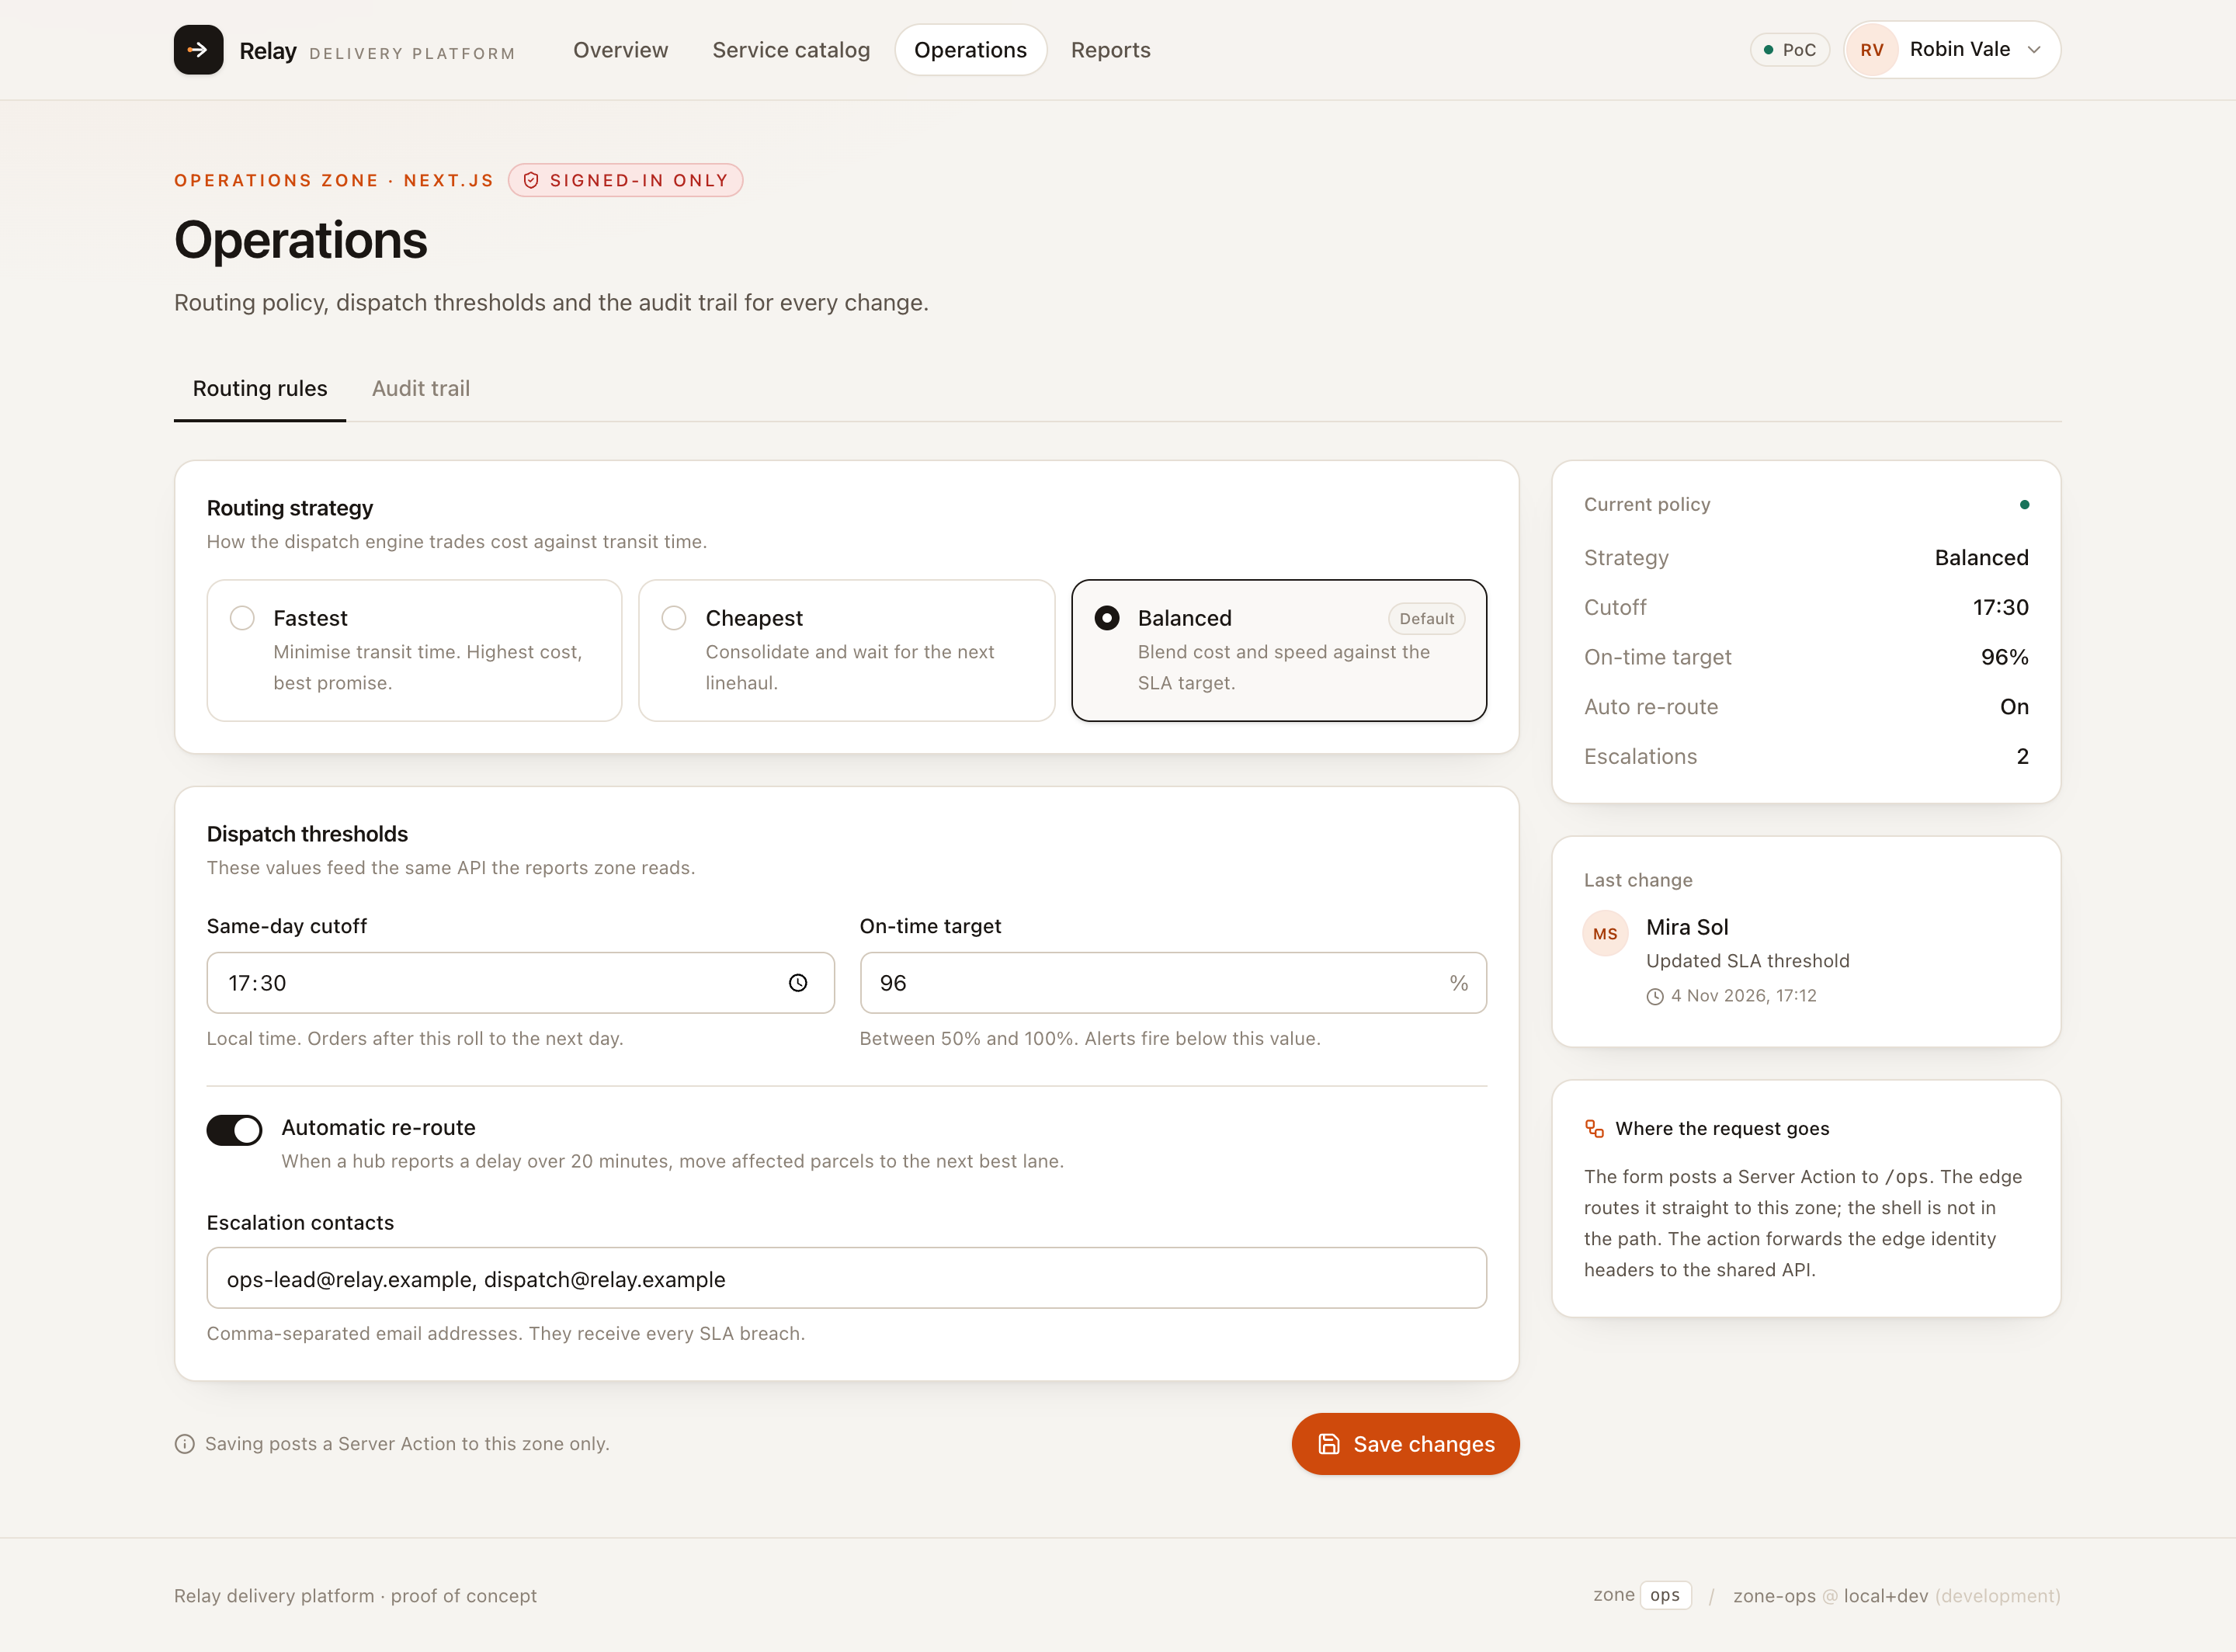 Relay DELIVERY PLATFORM
Overview
Service catalog
Operations
Reports
PoC
RV
Robin Vale
OPERATIONS ZONE · NEXT.JS
SIGNED-IN ONLY
Operations
Routing policy, dispatch thresholds and the audit trail for every change.
Routing rules
Audit trail
Routing strategy
How the dispatch engine trades cost against transit time.
Fastest
Minimise transit time. Highest cost,
best promise.
Cheapest
Consolidate and wait for the next
linehaul.
Balanced
Default
Blend cost and speed against the
SLA target.
Dispatch thresholds
These values feed the same API the reports zone reads.
Same-day cutoff
17:30
Local time. Orders after this roll to the next day.
On-time target
96 %
Between 50% and 100%. Alerts fire below this value.
Automatic re-route
When a hub reports a delay over 20 minutes, move affected parcels to the next best lane.
Escalation contacts
ops-lead@relay.example, dispatch@relay.example
Comma-separated email addresses. They receive every SLA breach.
Saving posts a Server Action to this zone only.
Save changes
Current policy
Strategy Balanced
Cutoff 17:30
On-time target 96%
Auto re-route On
Escalations 2
Last change
MS
Mira Sol
Updated SLA threshold
4 Nov 2026, 17:12
Where the request goes
The form posts a Server Action to /ops. The edge
routes it straight to this zone; the shell is not in
the path. The action forwards the edge identity
headers to the shared API.
Relay delivery platform · proof of concept
zone ops / zone-ops @ local+dev (development)